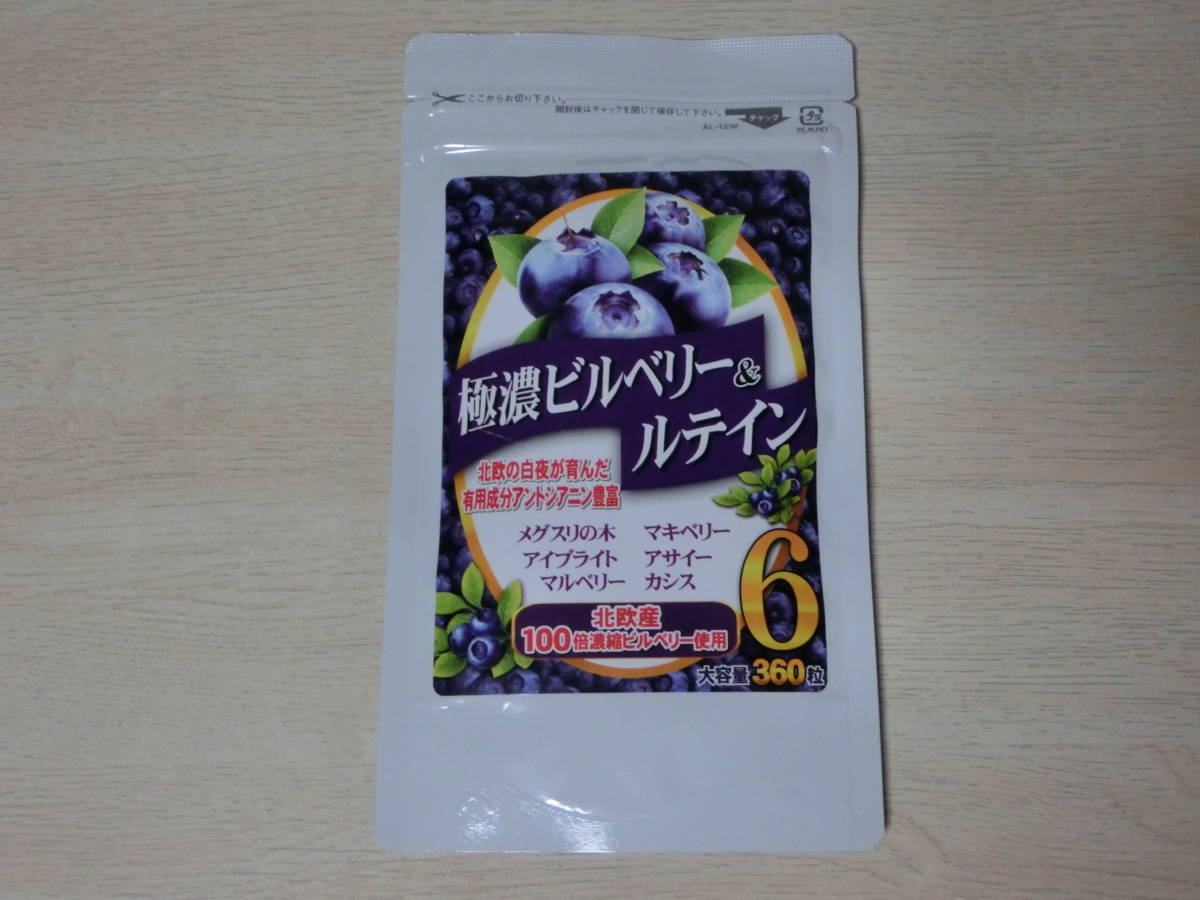 ここからお切り下さい。
開封後はチャックを閉じて保存して下さい。
チャック
AL-12W
プラ
PE,M,PET
極濃ビルベリー&
ルテイン
北欧の白夜が育んだ
有用成分アントシアニン豊富
メグスリの木 マキベリー
アイブライト アサイー
マルベリー カシス
6
北欧産
100倍濃縮ビルベリー使用
大容量360粒